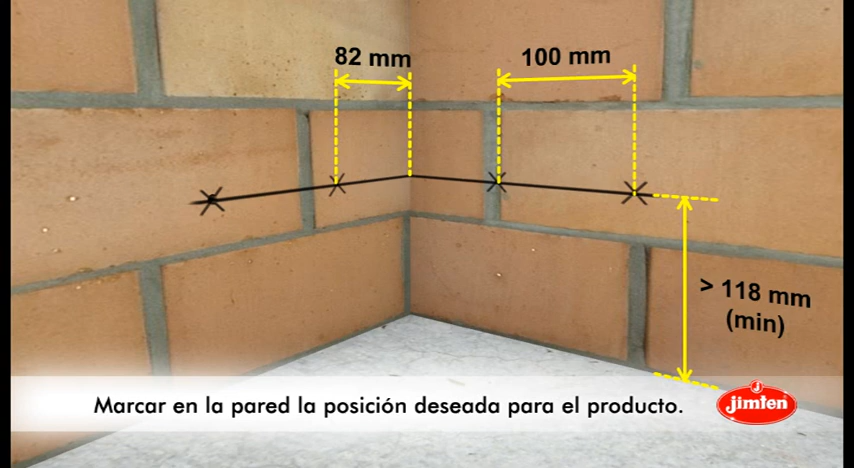 82 mm
100 mm
> 118 mm
(min)
Marcar en la pared la posición deseada para el producto.
J
jimten